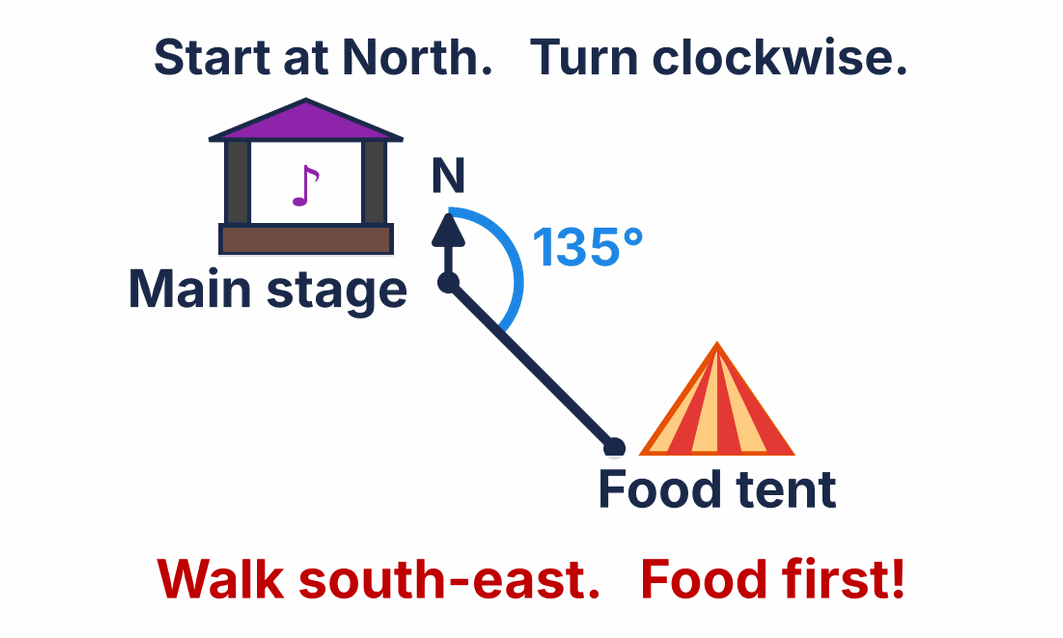 Start at North. Turn clockwise.
N
135°
Main stage
Food tent
Walk south-east. Food first!